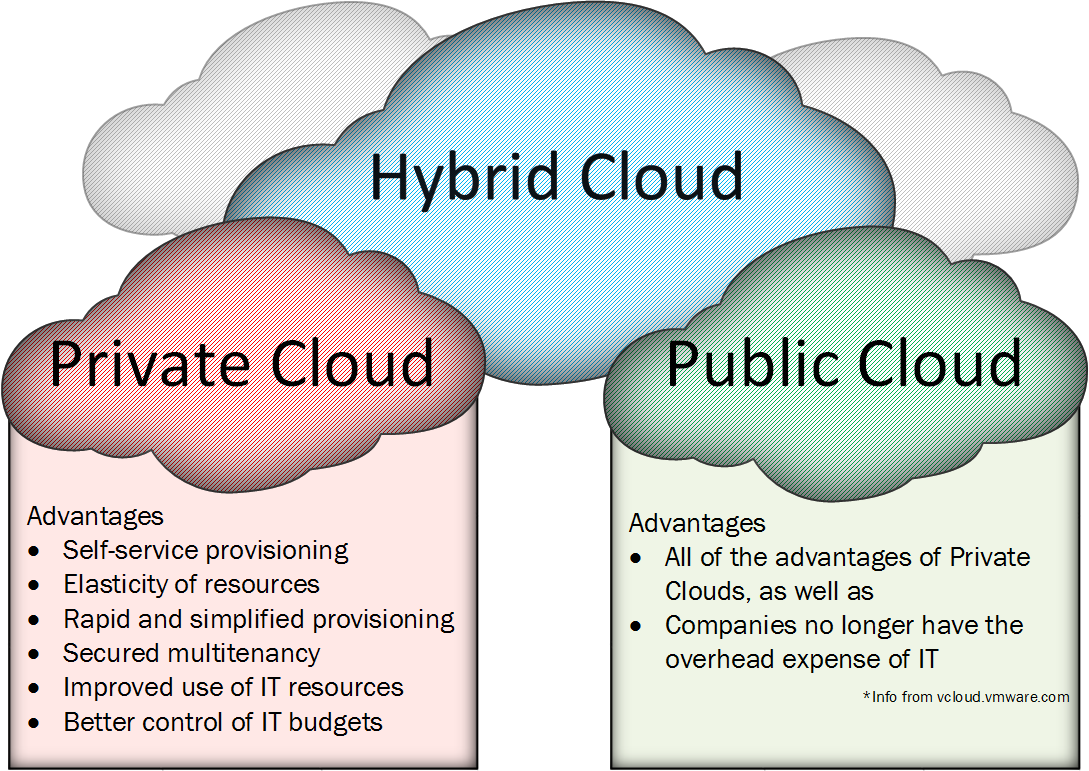 Hybrid Cloud
Private Cloud
Advantages
• Self-service provisioning
• Elasticity of resources
• Rapid and simplified provisioning
• Secured multitenancy
• Improved use of IT resources
• Better control of IT budgets
Public Cloud
Advantages
• All of the advantages of Private
Clouds, as well as
• Companies no longer have the
overhead expense of IT
*Info from vcloud.vmware.com